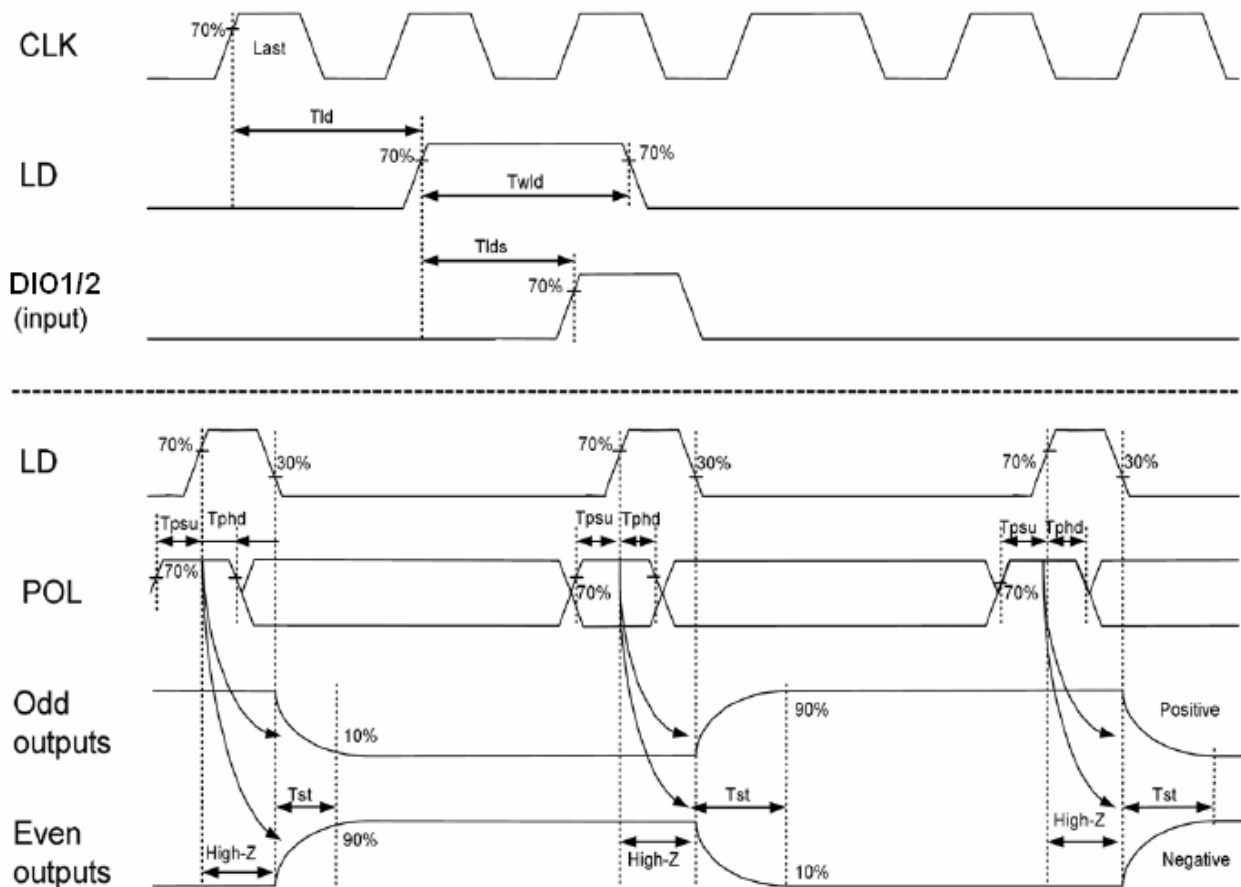 CLK
70%
Last
Tld
LD
70%
70%
Twld
Tlds
DIO1/2
(input)
70%
LD
70%
30%
70%
30%
70%
30%
Tpsu
Tphd
Tpsu
Tphd
Tpsu
Tphd
POL
70%
70%
70%
Odd
outputs
10%
90%
Positive
Tst
Tst
Tst
Even
outputs
High-Z
90%
High-Z
10%
High-Z
Negative